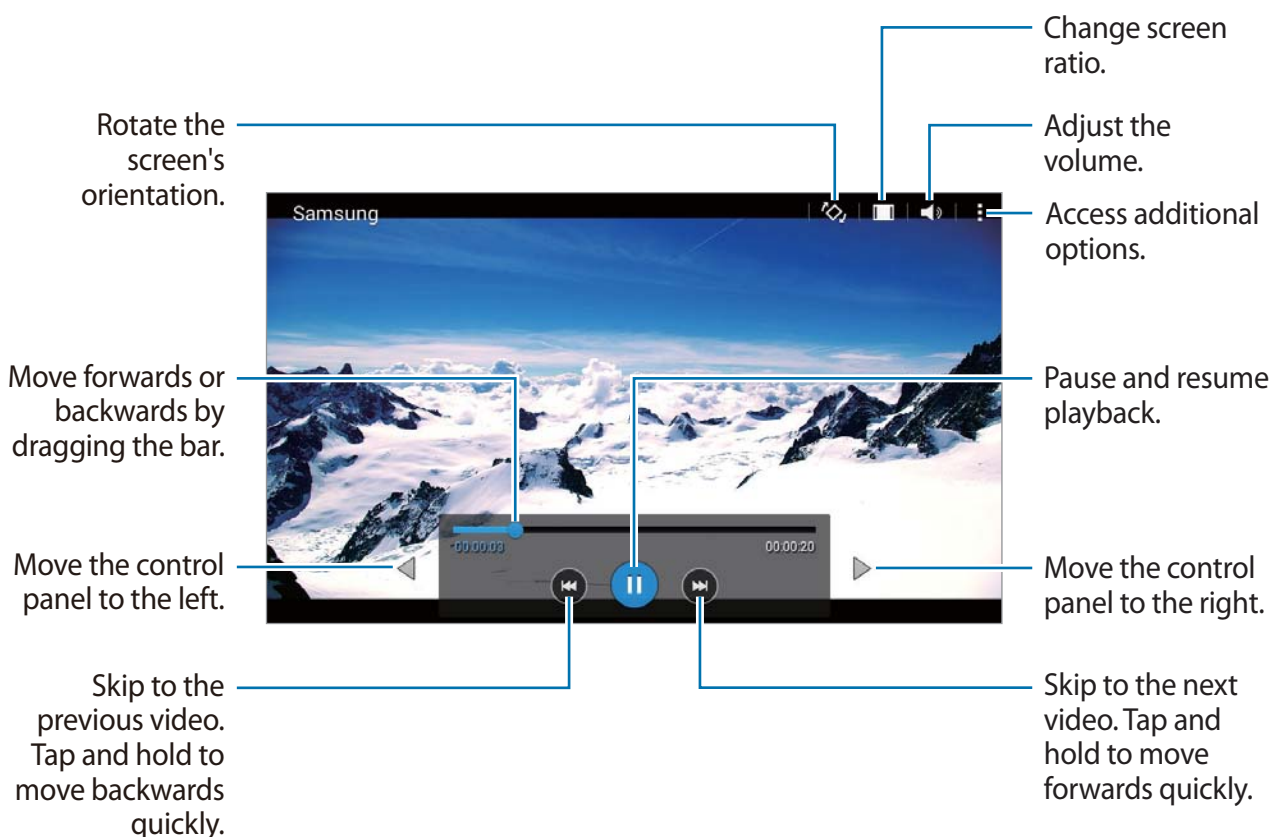 Change screen
ratio.
Rotate the
screen's
orientation.
Adjust the
volume.
Samsung
Access additional
options.
Move forwards or
backwards by
dragging the bar.
Pause and resume
playback.
00:00:03
00:00:20
Move the control
panel to the left.
Move the control
panel to the right.
Skip to the
previous video.
Tap and hold to
move backwards
quickly.
Skip to the next
video. Tap and
hold to move
forwards quickly.